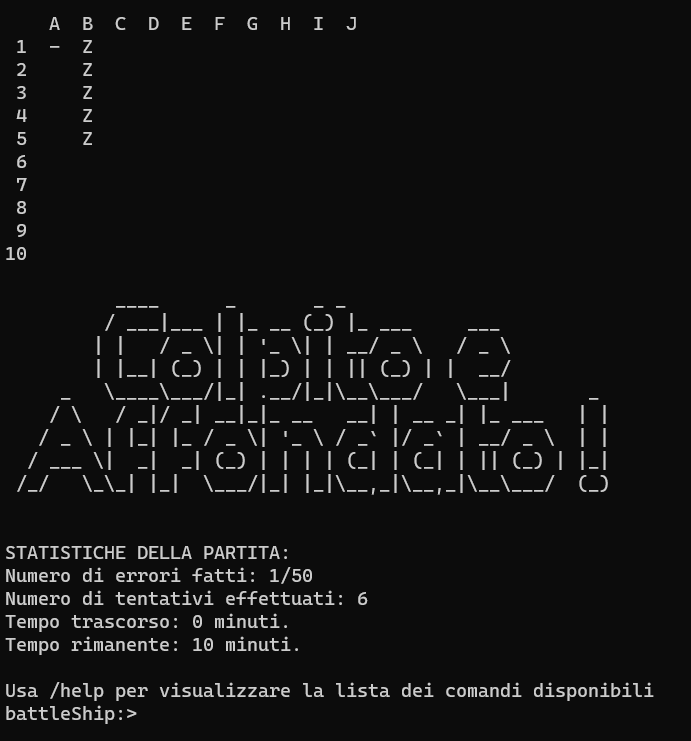 A B C D E F G H I J
1 - Z
2 Z
3 Z
4 Z
5 Z
6
7
8
9
10
Colpito e
Affondato!
STATISTICHE DELLA PARTITA:
Numero di errori fatti: 1/50
Numero di tentativi effettuati: 6
Tempo trascorso: 0 minuti.
Tempo rimanente: 10 minuti.
Usa /help per visualizzare la lista dei comandi disponibili
battleShip:>